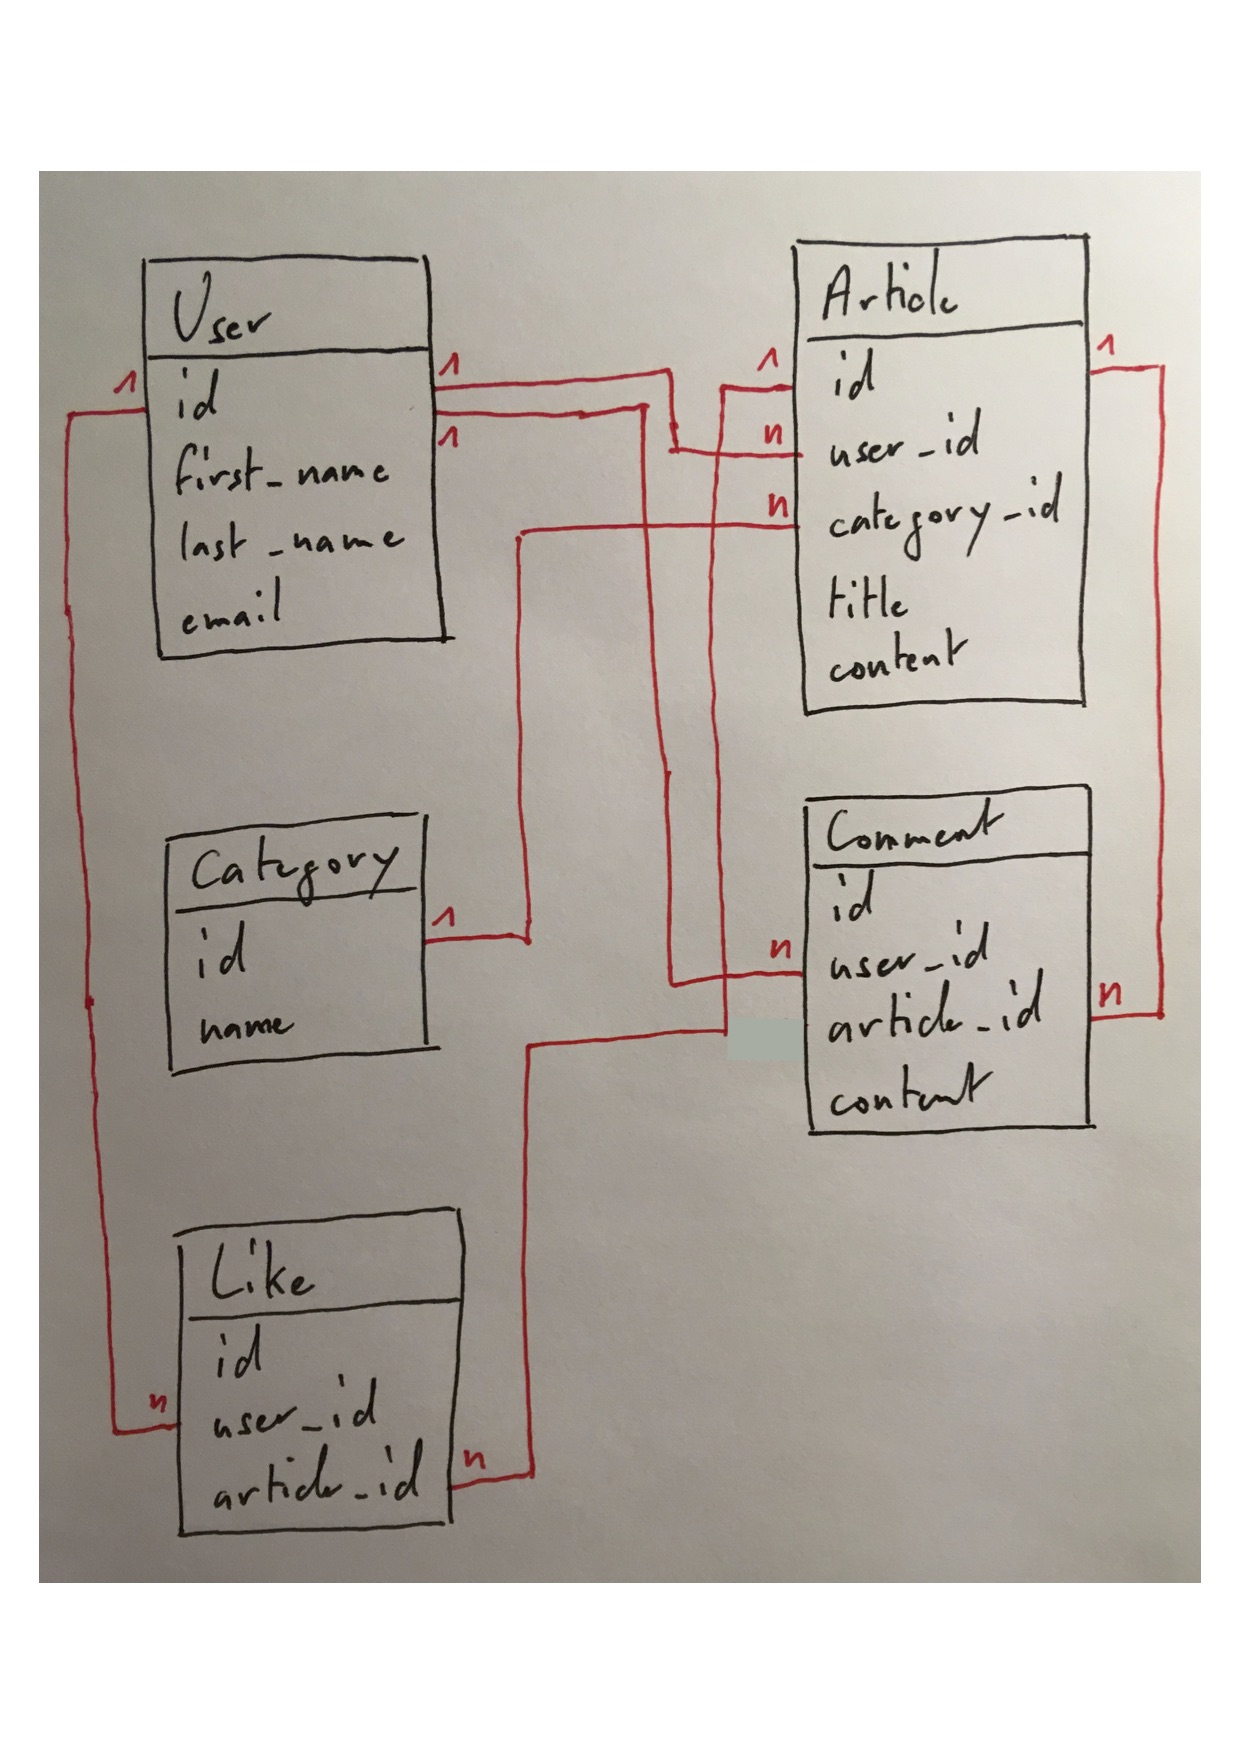 User
id
first_name
last_name
email
1
1
1
Article
id
user_id
category_id
title
content
1
n
n
1
Category
id
name
1
Comment
id
user_id
article_id
content
n
n
Like
id
user_id
article_id
n
n